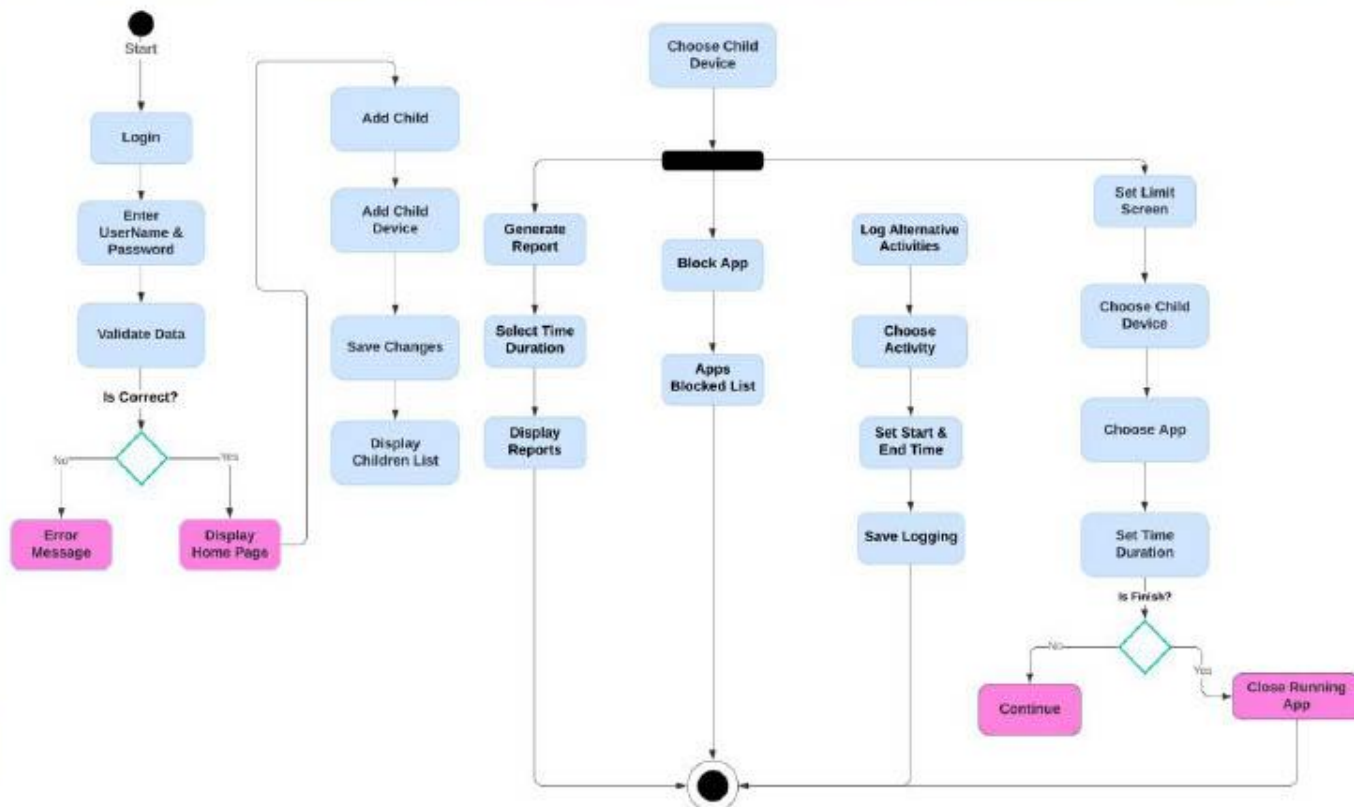 Start
Login
Enter
UserName &
Password
Validate Data
Is Correct?
No
Yes
Error
Message
Display
Home Page
Add Child
Add Child
Device
Save Changes
Display
Children List
Choose Child
Device
Generate
Report
Select Time
Duration
Display
Reports
Block App
Apps
Blocked List
Log Alternative
Activities
Choose
Activity
Set Start &
End Time
Save Logging
Set Limit
Screen
Choose Child
Device
Choose App
Set Time
Duration
Is Finish?
No
Yes
Continue
Close Running
App